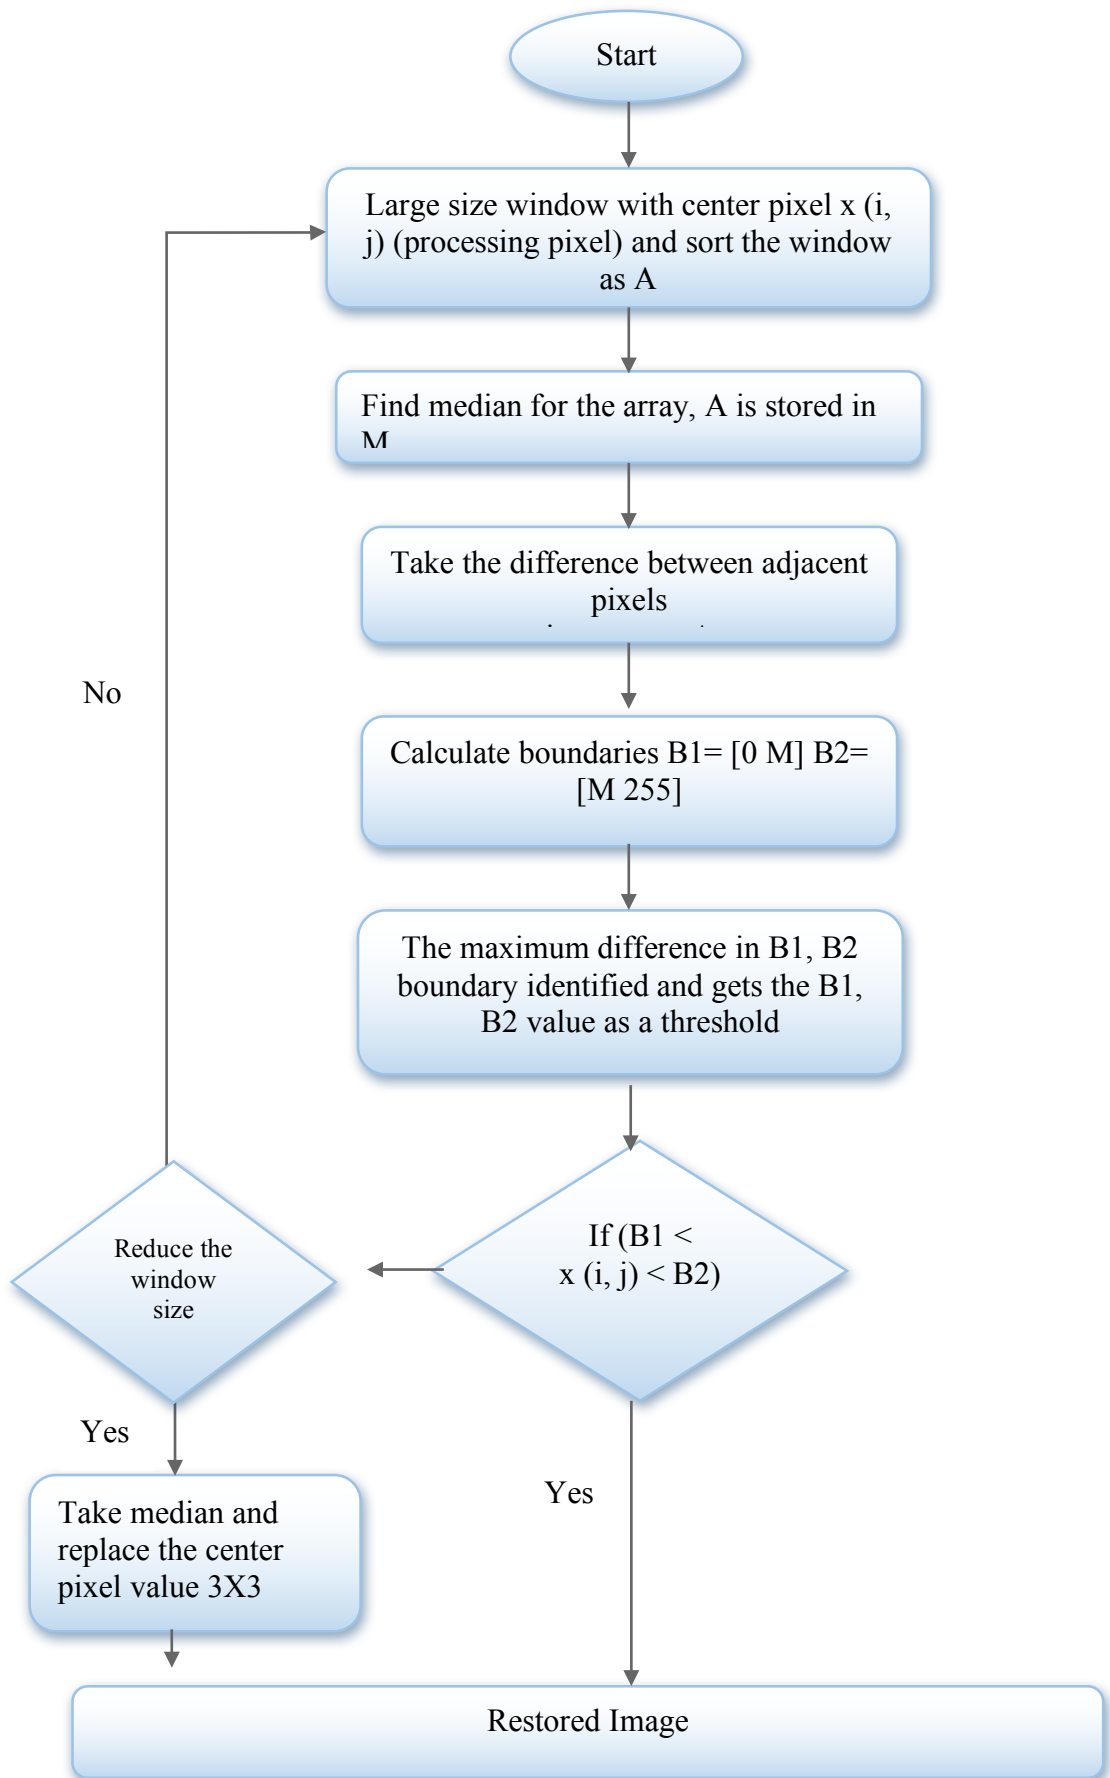 Start
Large size window with center pixel x (i,
j) (processing pixel) and sort the window
as A
Find median for the array, A is stored in
M
Take the difference between adjacent
pixels
No
Calculate boundaries B1= [0 M] B2=
[M 255]
The maximum difference in B1, B2
boundary identified and gets the B1,
B2 value as a threshold
If (B1 <
x (i, j) < B2)
Reduce the
window
size
Yes
Yes
Take median and
replace the center
pixel value 3X3
Restored Image